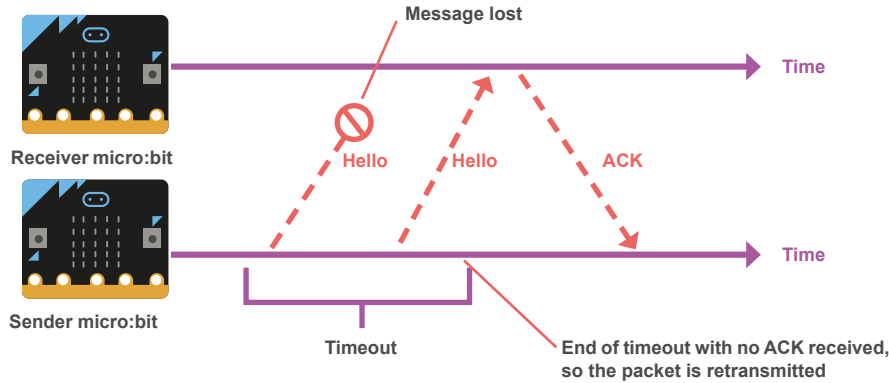 Message lost
Time
Receiver micro:bit
Hello
Hello
ACK
Time
Sender micro:bit
Timeout
End of timeout with no ACK received,
so the packet is retransmitted